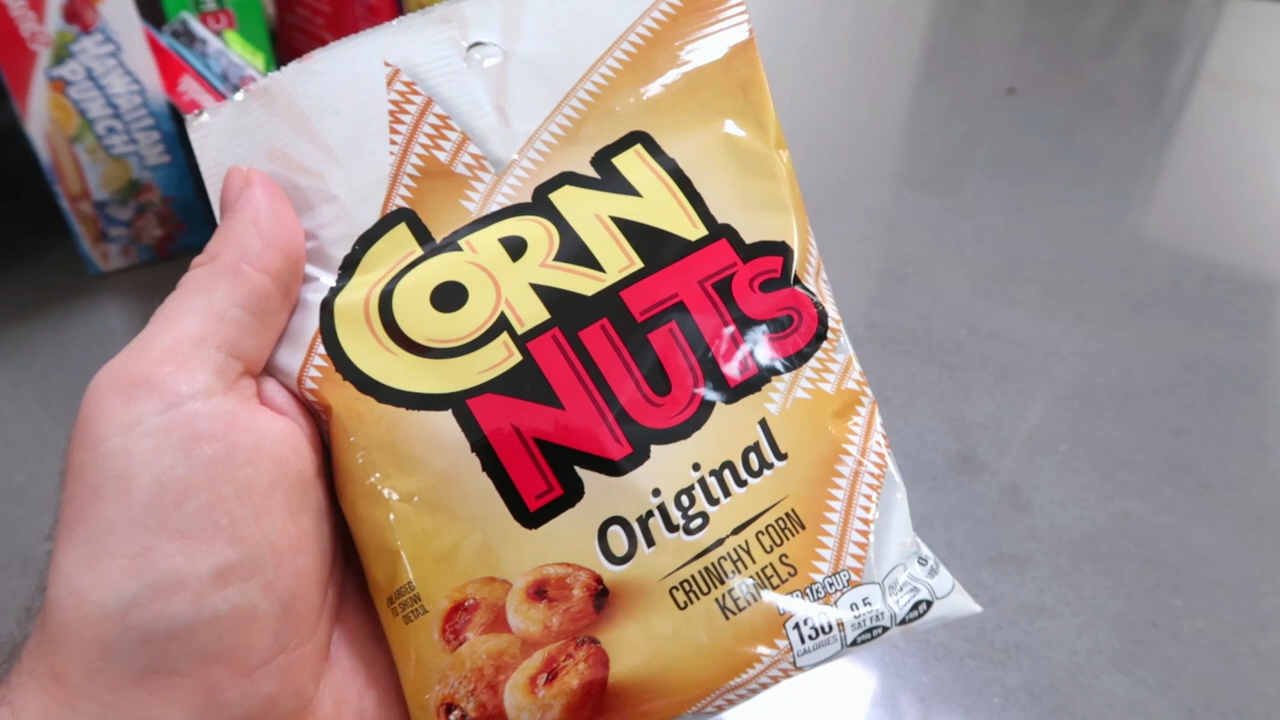 HAWAIIAN
PUNCH
CORN
NUTS
Original
CRUNCHY CORN
KERNELS
ENLARGED
TO SHOW
DETAIL
PER 1/3 CUP
130
CALORIES
0.5g
SAT FAT